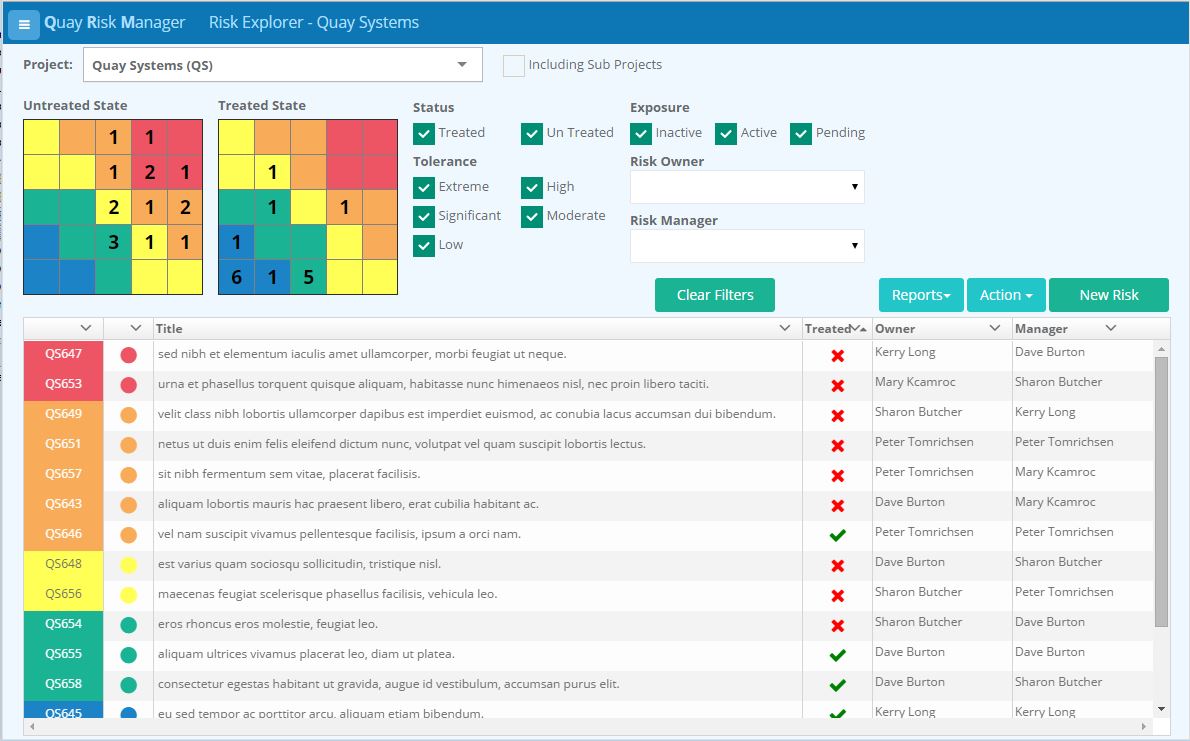 Quay Risk Manager Risk Explorer - Quay Systems
Project: Quay Systems (QS) Including Sub Projects
Untreated State Treated State Status Exposure
Treated Un Treated Inactive Active Pending
Tolerance Risk Owner
Extreme High
Significant Moderate
Risk Manager
Low
1 1
1 2 1
2 1 2
3 1 1
1
1 1
1
6 1 5
Clear Filters Reports Action New Risk
Title Treated Owner Manager
QS647 sed nibh et elementum iaculis amet ullamcorper, morbi feugiat ut neque. Kerry Long Dave Burton
QS653 urna et phasellus torquent quisque aliquam, habitasse nunc himenaeos nisl, nec proin libero taciti. Mary Kcamroc Sharon Butcher
QS649 velit class nibh lobortis ullamcorper dapibus est imperdiet euismod, ac conubia lacus accumsan dui bibendum. Sharon Butcher Kerry Long
QS651 netus ut duis enim felis eleifend dictum nunc, volutpat vel quam suscipit lobortis lectus. Peter Tomrichsen Peter Tomrichsen
QS657 sit nibh fermentum sem vitae, placerat facilisis. Peter Tomrichsen Mary Kcamroc
QS643 aliquam lobortis mauris hac praesent libero, erat cubilia habitant ac. Dave Burton Mary Kcamroc
QS646 vel nam suscipit vivamus pellentesque facilisis, ipsum a orci nam. Peter Tomrichsen Peter Tomrichsen
QS648 est varius quam sociosqu sollicitudin, tristique nisl. Dave Burton Sharon Butcher
QS656 maecenas feugiat scelerisque phasellus facilisis, vehicula leo. Sharon Butcher Peter Tomrichsen
QS654 eros rhoncus eros molestie, feugiat leo. Sharon Butcher Dave Burton
QS655 aliquam ultrices vivamus placerat leo, diam ut platea. Dave Burton Dave Burton
QS658 consectetur egestas habitant ut gravida, augue id vestibulum, accumsan purus elit. Dave Burton Sharon Butcher
QS645 eu sed tempor ac porttitor arcu, aliquam etiam bibendum. Kerry Long Kerry Long